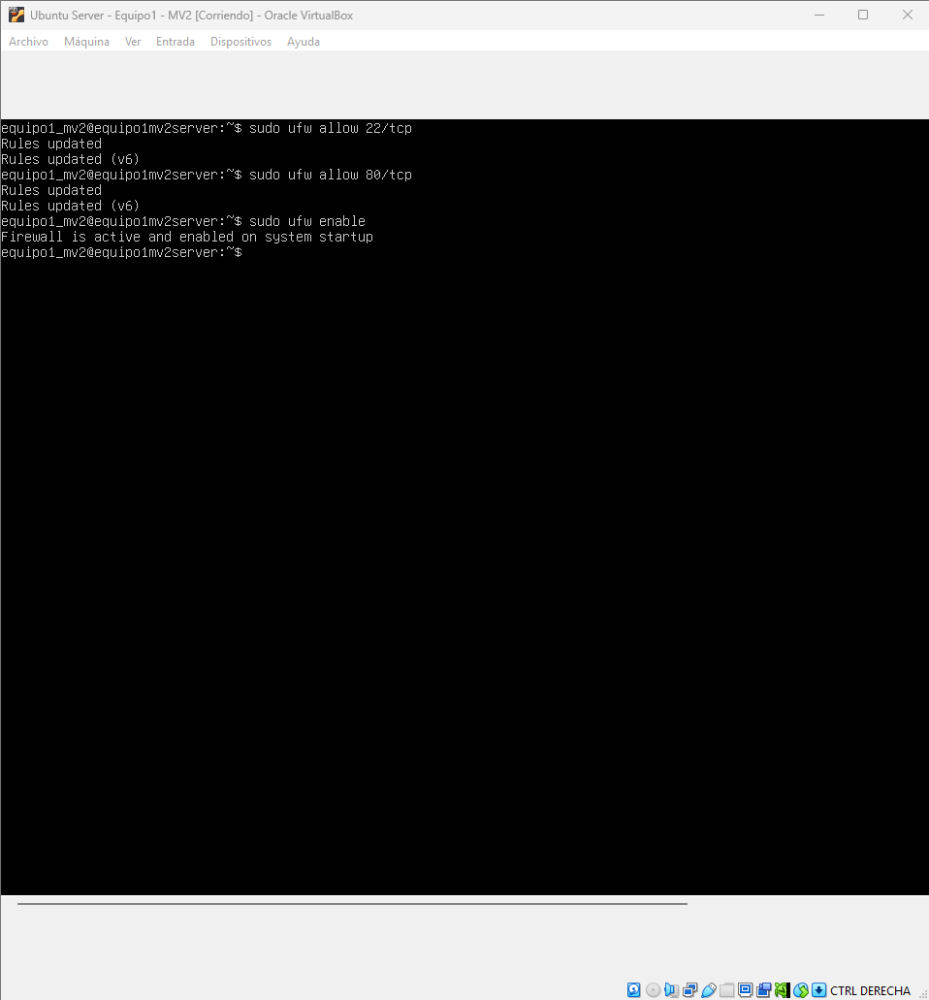 Ubuntu Server - Equipo1 - MV2 [Corriendo] - Oracle VirtualBox
Archivo Máquina Ver Entrada Dispositivos Ayuda
equipo1_mv2@equipo1mv2server:~$ sudo ufw allow 22/tcp
Rules updated
Rules updated (v6)
equipo1_mv2@equipo1mv2server:~$ sudo ufw allow 80/tcp
Rules updated
Rules updated (v6)
equipo1_mv2@equipo1mv2server:~$ sudo ufw enable
Firewall is active and enabled on system startup
equipo1_mv2@equipo1mv2server:~$
CTRL DERECHA